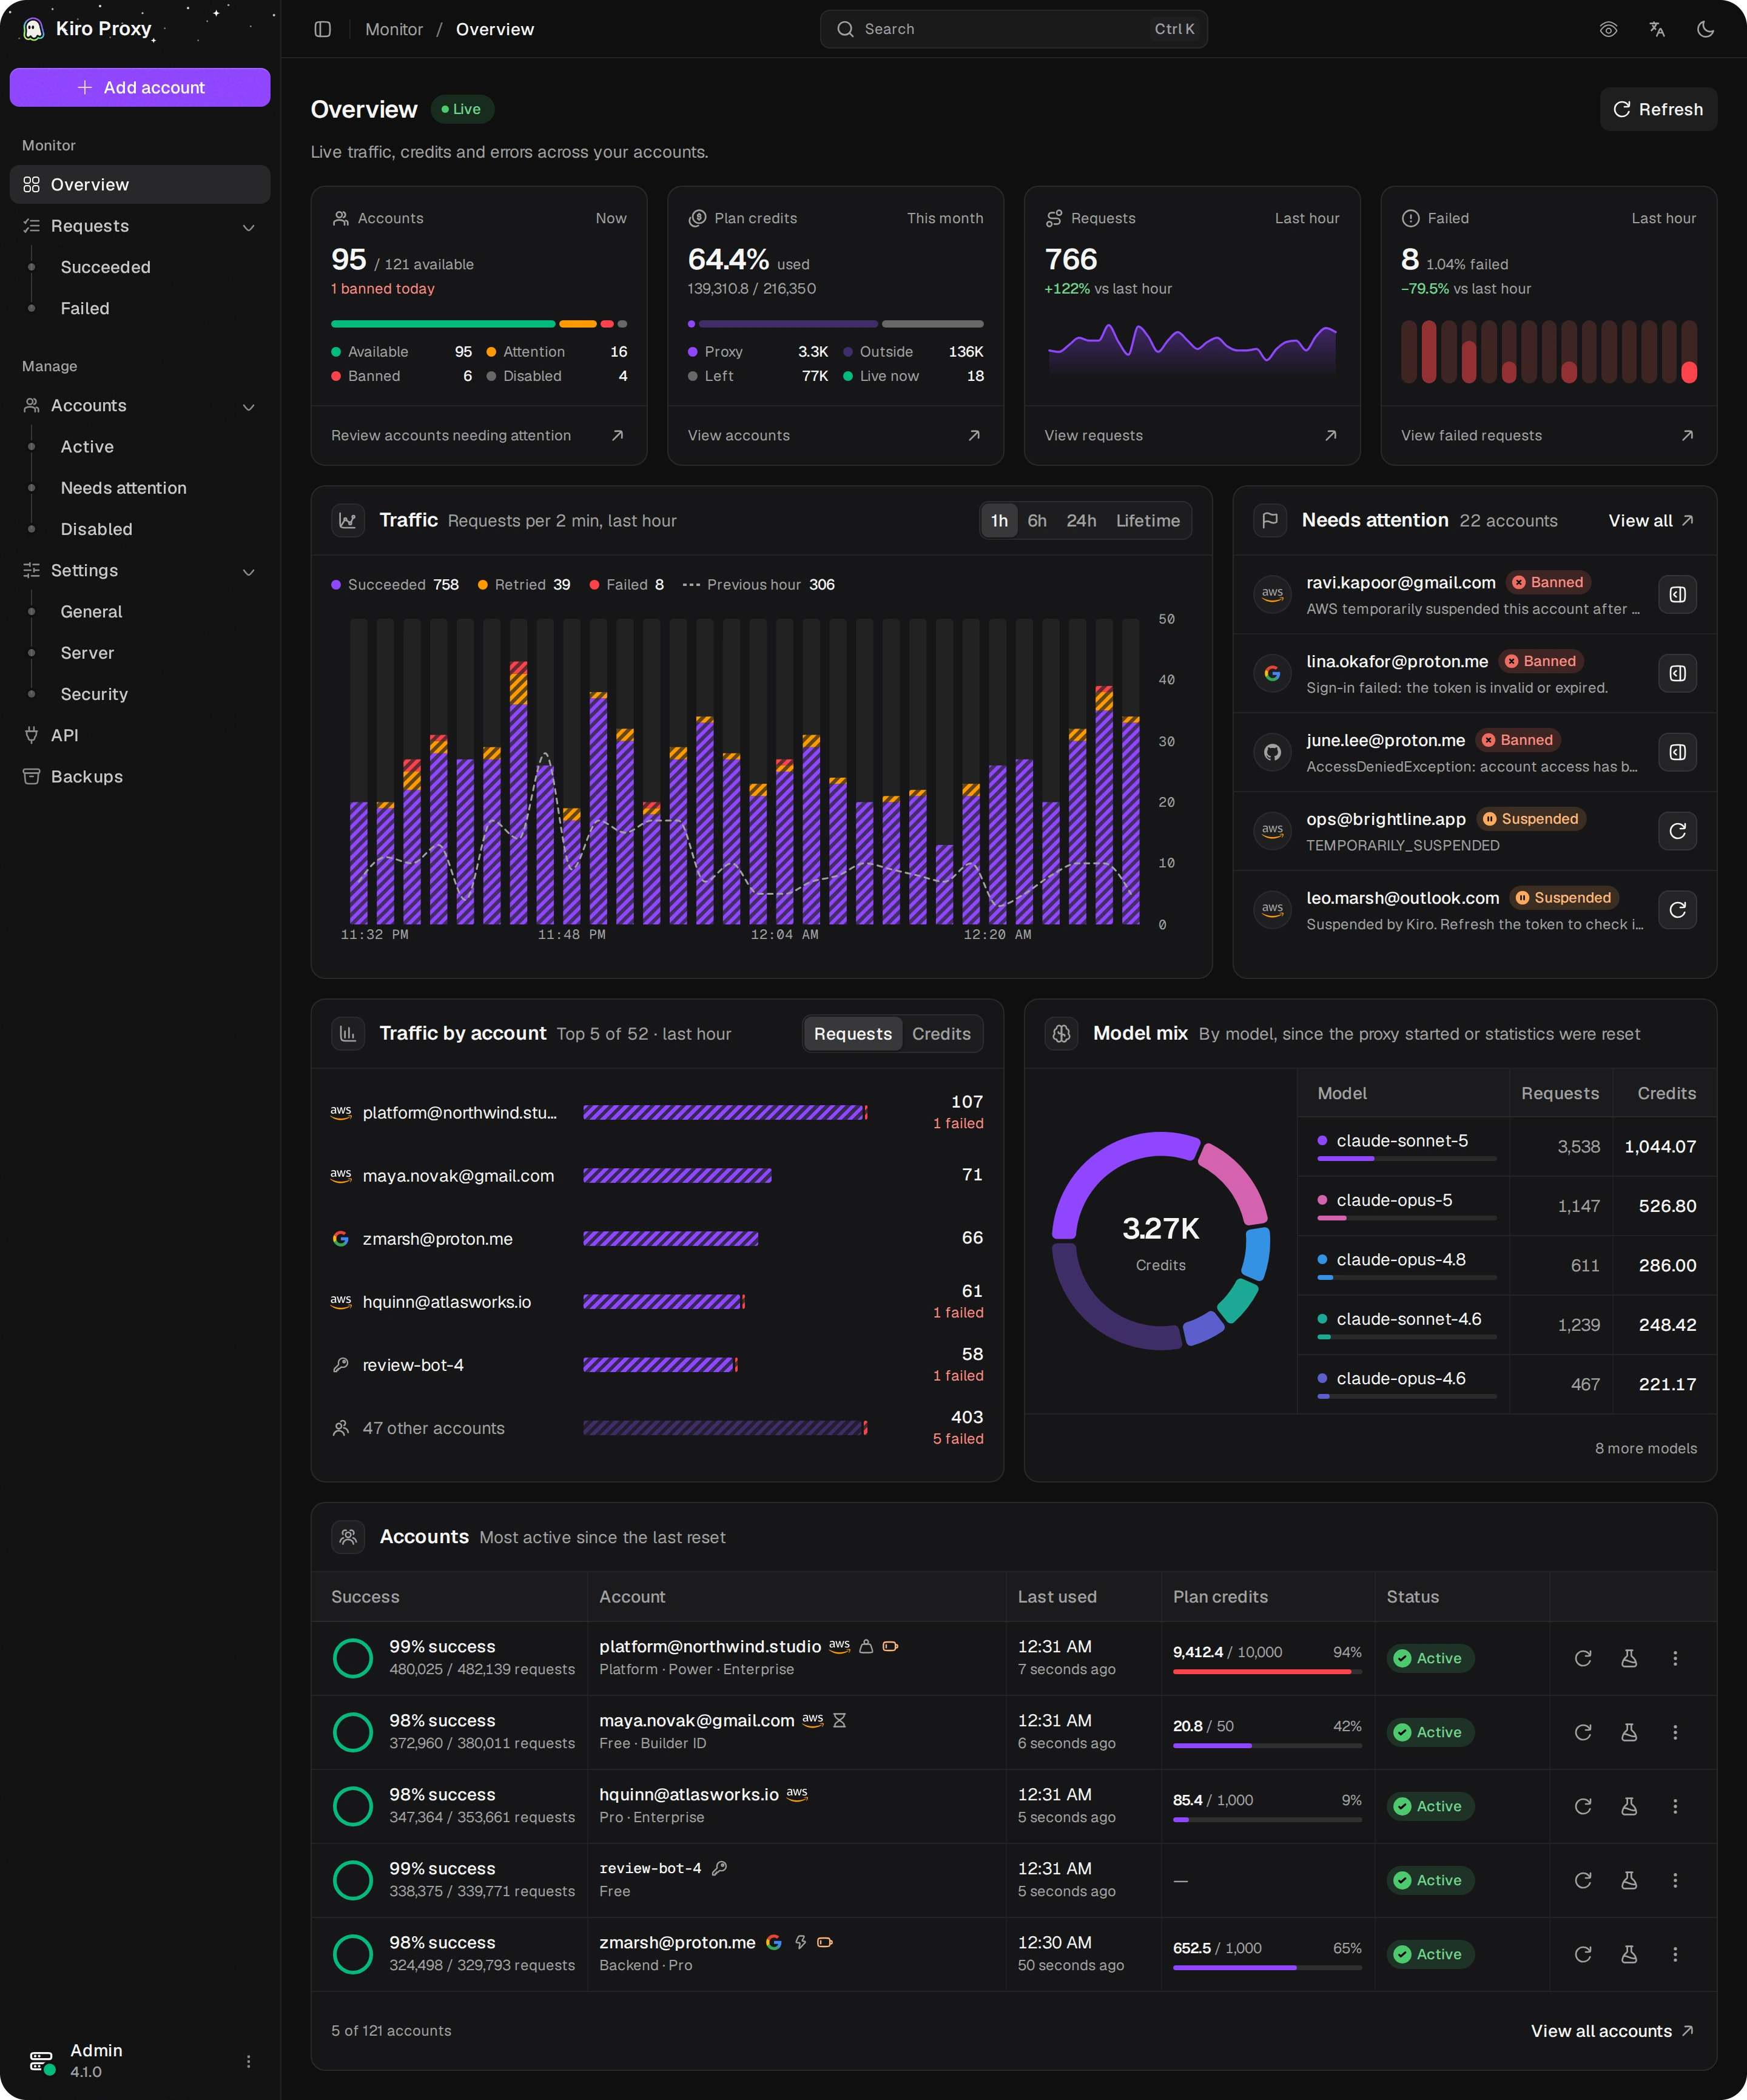 Kiro Proxy
Monitor / Overview
Search
Ctrl K
Add account
Monitor
Overview
Requests
Succeeded
Failed
Manage
Accounts
Active
Needs attention
Disabled
Settings
General
Server
Security
API
Backups
Admin
4.1.0
Overview
Live
Refresh
Live traffic, credits and errors across your accounts.
Accounts
Now
95 / 121 available
1 banned today
Available 95 Attention 16
Banned 6 Disabled 4
Review accounts needing attention
Plan credits
This month
64.4% used
139,310.8 / 216,350
Proxy 3.3K Outside 136K
Left 77K Live now 18
View accounts
Requests
Last hour
766
+122% vs last hour
View requests
Failed
Last hour
8 1.04% failed
−79.5% vs last hour
View failed requests
Traffic Requests per 2 min, last hour
1h 6h 24h Lifetime
Succeeded 758 Retried 39 Failed 8 Previous hour 306
50
40
30
20
10
0
11:32 PM 11:48 PM 12:04 AM 12:20 AM
Needs attention 22 accounts
View all
aws ravi.kapoor@gmail.com Banned
AWS temporarily suspended this account after ...
lina.okafor@proton.me Banned
Sign-in failed: the token is invalid or expired.
june.lee@proton.me Banned
AccessDeniedException: account access has b...
aws ops@brightline.app Suspended
TEMPORARILY_SUSPENDED
aws leo.marsh@outlook.com Suspended
Suspended by Kiro. Refresh the token to check i...
Traffic by account Top 5 of 52 · last hour
Requests Credits
aws platform@northwind.stu... 107
1 failed
aws maya.novak@gmail.com 71
zmarsh@proton.me 66
aws hquinn@atlasworks.io 61
1 failed
review-bot-4 58
1 failed
47 other accounts 403
5 failed
Model mix By model, since the proxy started or statistics were reset
3.27K
Credits
Model Requests Credits
claude-sonnet-5 3,538 1,044.07
claude-opus-5 1,147 526.80
claude-opus-4.8 611 286.00
claude-sonnet-4.6 1,239 248.42
claude-opus-4.6 467 221.17
8 more models
Accounts Most active since the last reset
Success Account Last used Plan credits Status
99% success platform@northwind.studio aws 12:31 AM 9,412.4 / 10,000 94% Active
480,025 / 482,139 requests Platform · Power · Enterprise 7 seconds ago
98% success maya.novak@gmail.com aws 12:31 AM 20.8 / 50 42% Active
372,960 / 380,011 requests Free · Builder ID 6 seconds ago
98% success hquinn@atlasworks.io aws 12:31 AM 85.4 / 1,000 9% Active
347,364 / 353,661 requests Pro · Enterprise 5 seconds ago
99% success review-bot-4 12:31 AM — Active
338,375 / 339,771 requests Free 5 seconds ago
98% success zmarsh@proton.me 12:30 AM 652.5 / 1,000 65% Active
324,498 / 329,793 requests Backend · Pro 50 seconds ago
5 of 121 accounts
View all accounts